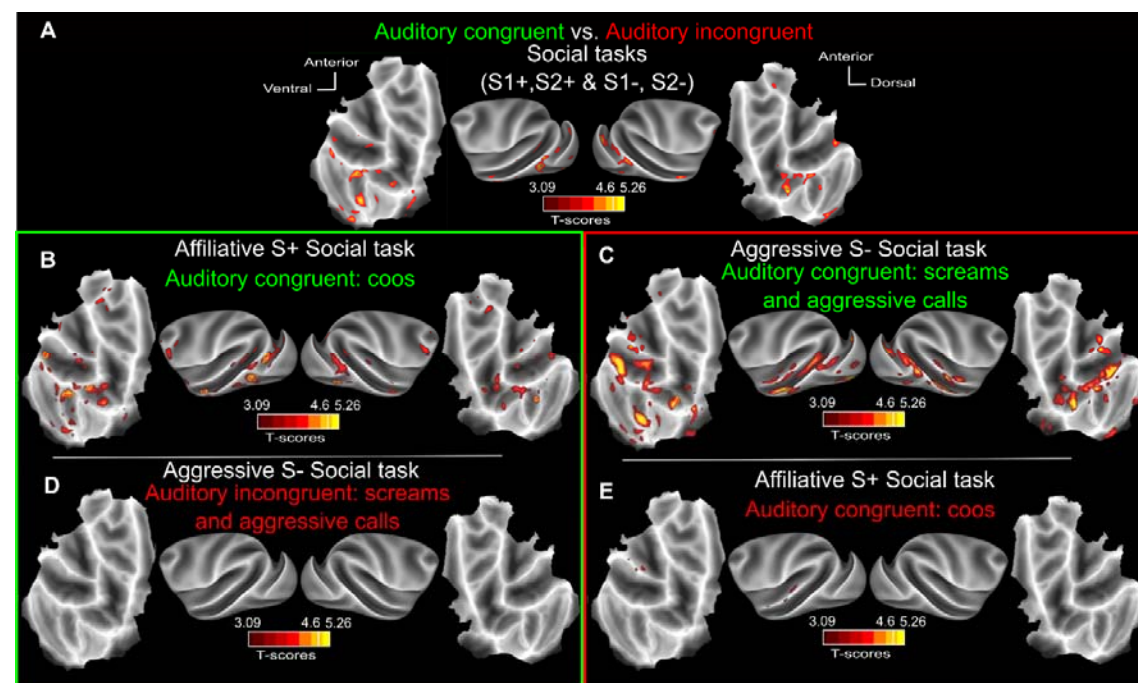 A
Auditory congruent vs. Auditory incongruent
Social tasks
(S1+,S2+ & S1-, S2-)
Anterior
Ventral
Anterior
Dorsal
3.09 4.6 5.26
T-scores
B
Affiliative S+ Social task
Auditory congruent: coos
3.09 4.6 5.26
T-scores
C
Aggressive S- Social task
Auditory congruent: screams
and aggressive calls
3.09 4.6 5.26
T-scores
D
Aggressive S- Social task
Auditory incongruent: screams
and aggressive calls
3.09 4.6 5.26
T-scores
E
Affiliative S+ Social task
Auditory congruent: coos
3.09 4.6 5.26
T-scores